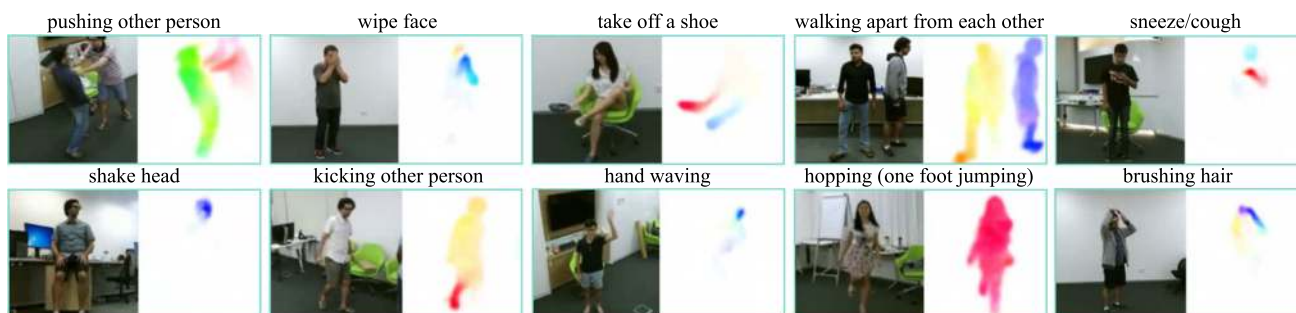 pushing other person
wipe face
take off a shoe
walking apart from each other
sneeze/cough
shake head
kicking other person
hand waving
hopping (one foot jumping)
brushing hair